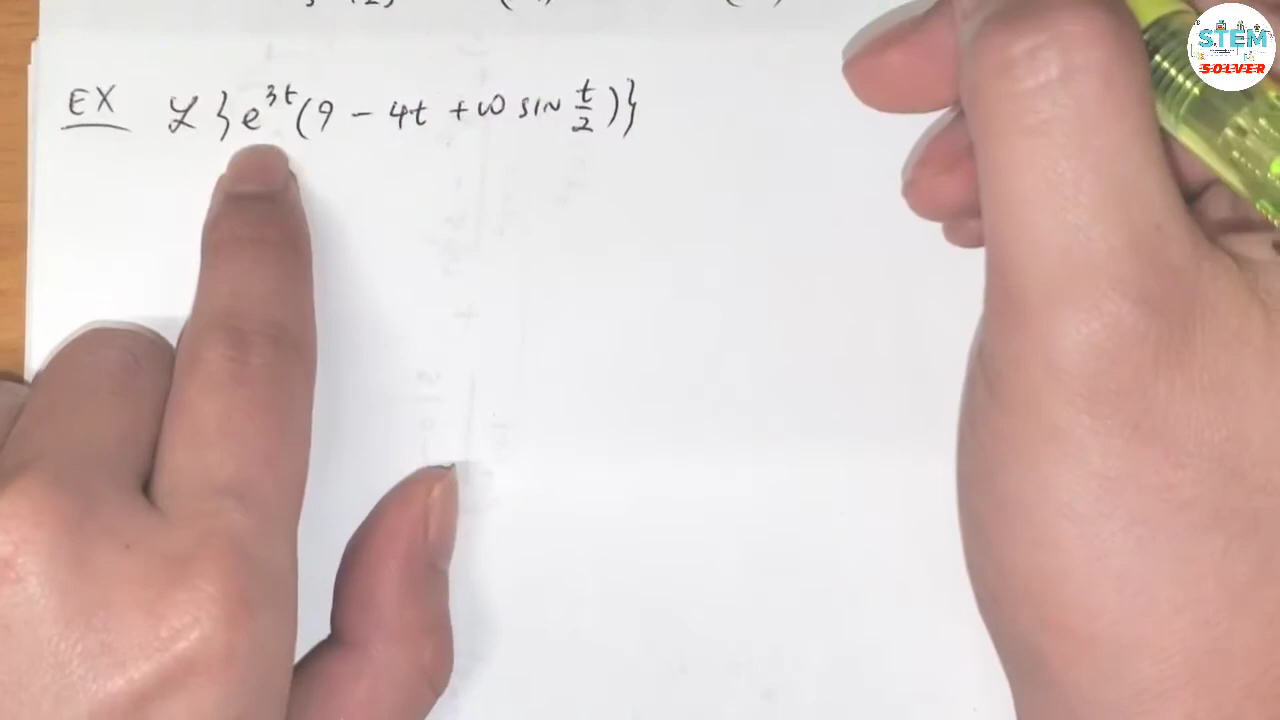 STEM
SOLVER
EX ℒ{e^{3t}(9 - 4t + 10 sin t/2)}